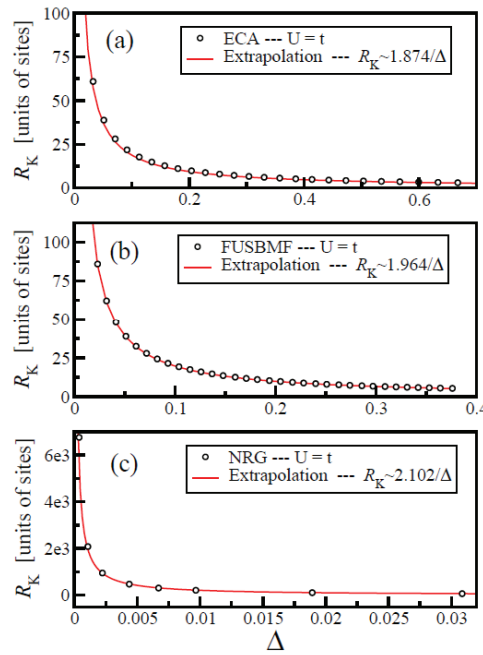 100
75
50
25
0
R_K [units of sites]
(a)
ECA --- U = t
Extrapolation --- R_K~1.874/Δ
0 0.2 0.4 0.6
100
75
50
25
0
R_K [units of sites]
(b)
FUSBMF --- U = t
Extrapolation --- R_K~1.964/Δ
0 0.1 0.2 0.3 0.4
6e3
4e3
2e3
0
R_K [units of sites]
(c)
NRG --- U = t
Extrapolation --- R_K~2.102/Δ
0 0.005 0.01 0.015 0.02 0.025 0.03
Δ